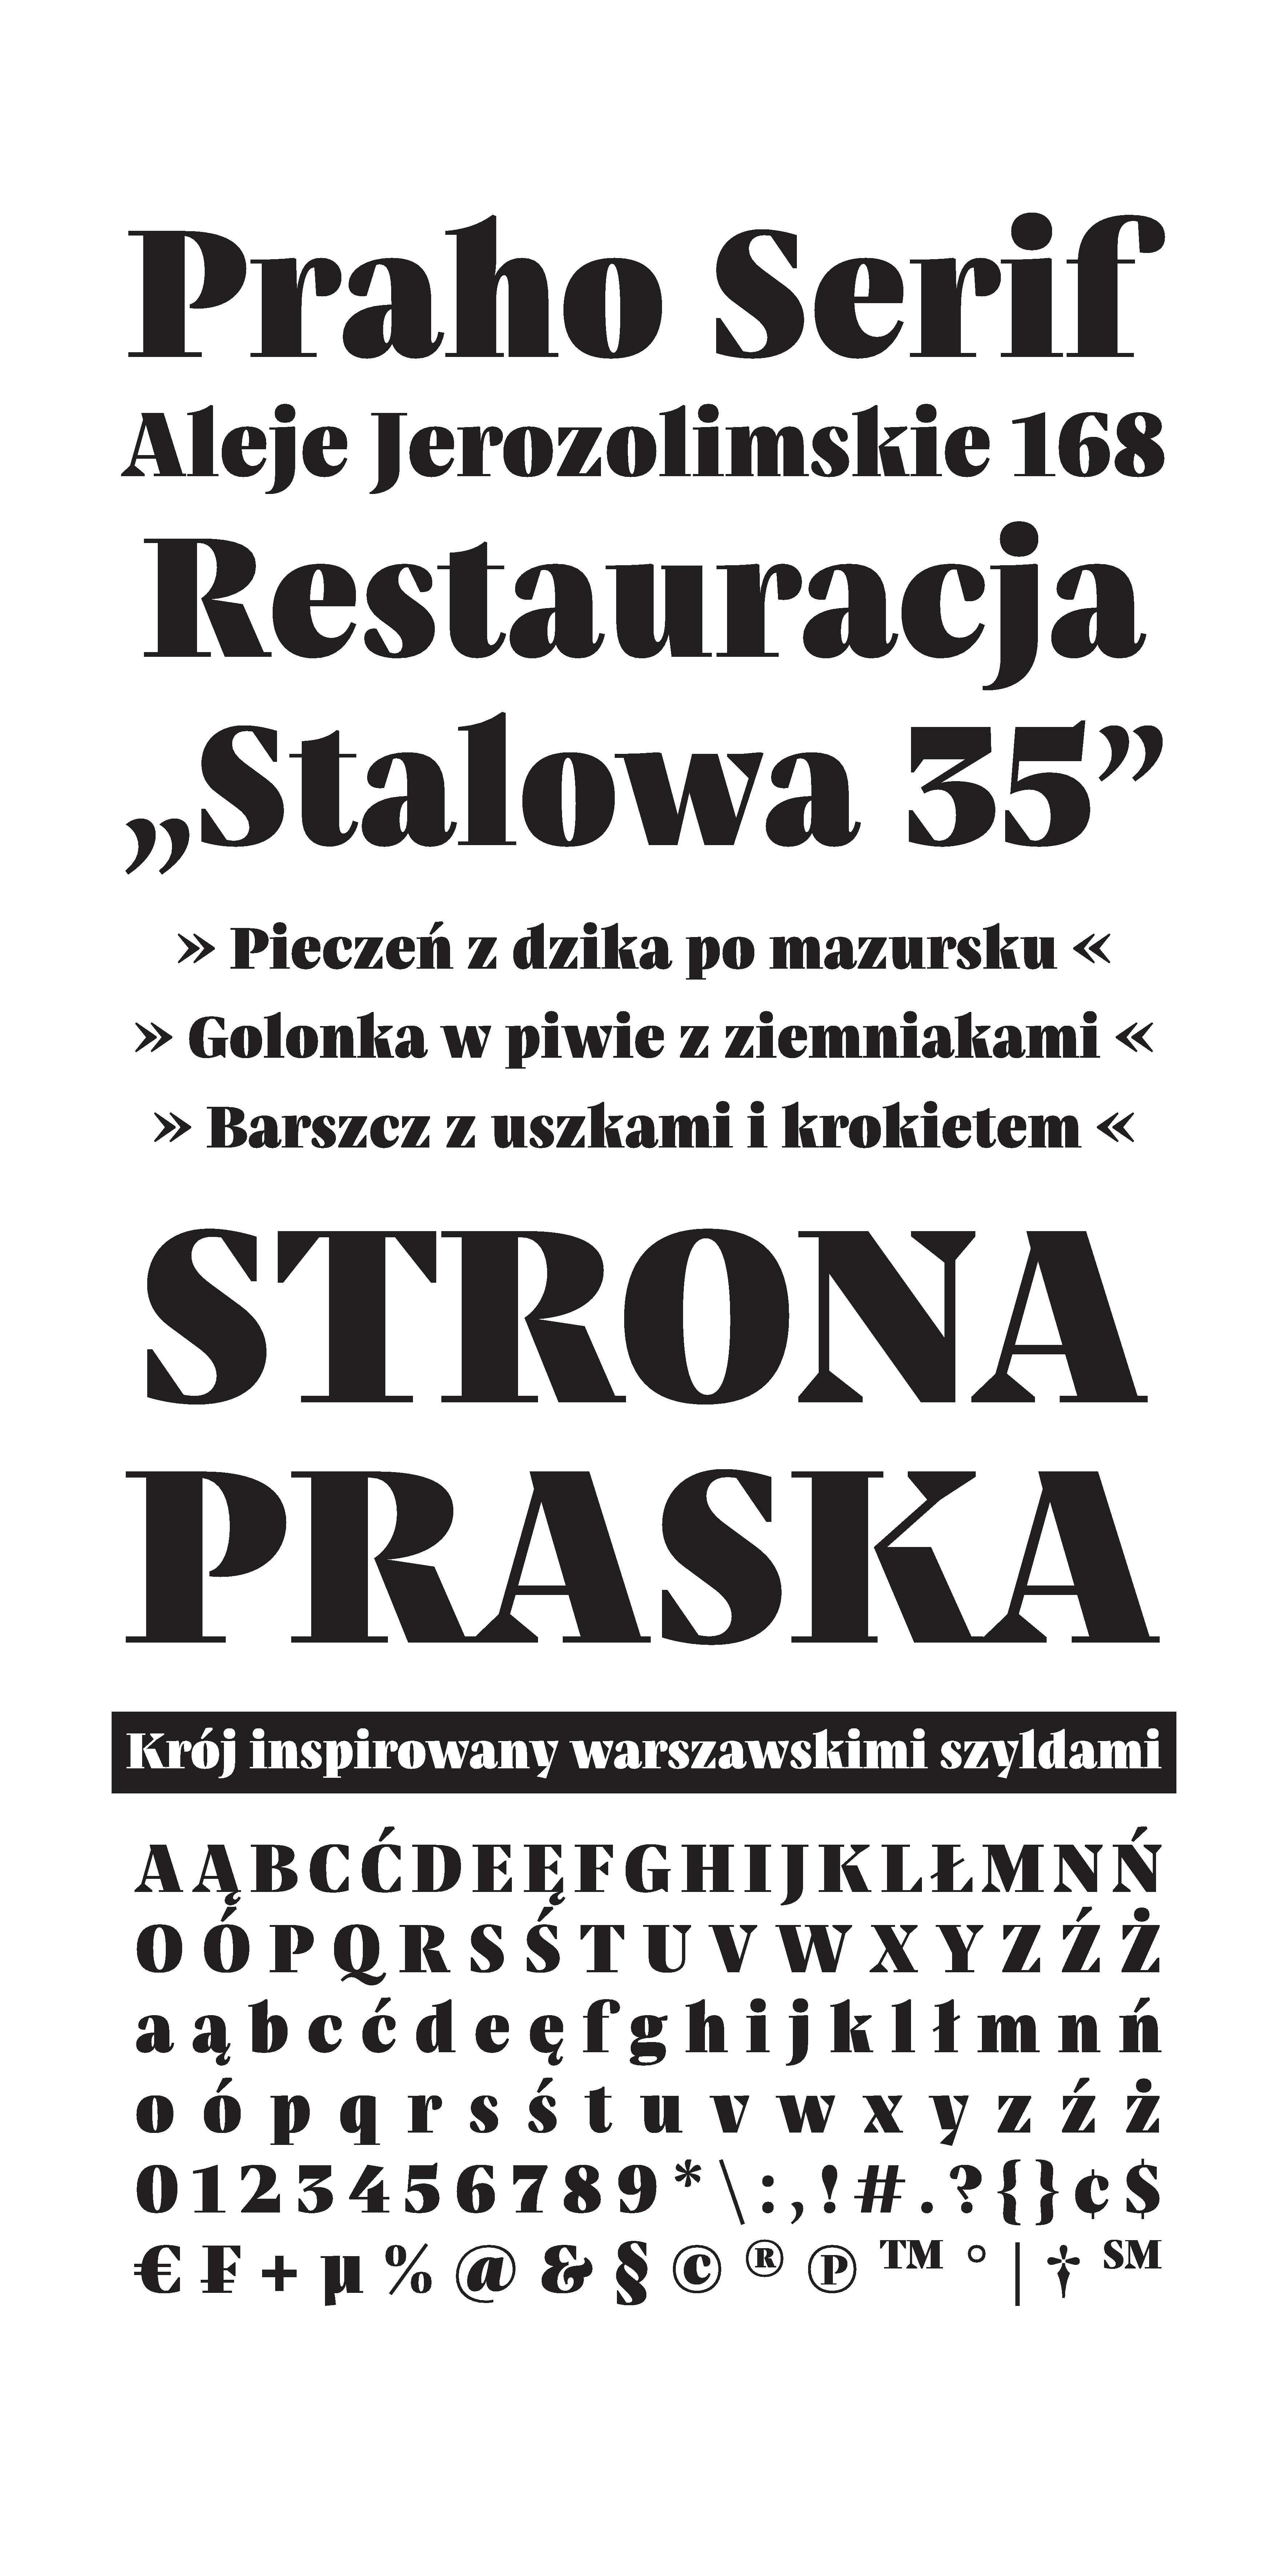 Praho Serif
Aleje Jerozolimskie 168
Restauracja
„Stalowa 35”
» Pieczeń z dzika po mazursku «
» Golonka w piwie z ziemniakami «
» Barszcz z uszkami i krokietem «
STRONA
PRASKA
Krój inspirowany warszawskimi szyldami
A Ą B C Ć D E Ę F G H I J K L Ł M N Ń
O Ó P Q R S Ś T U V W X Y Z Ź Ż
a ą b c ć d e ę f g h i j k l ł m n ń
o ó p q r s ś t u v w x y z ź ż
0 1 2 3 4 5 6 7 8 9 * \ : , ! # . ? { } ¢ $
€ ₣ + µ % @ & § © ® ℗ ™ ° | † ℠